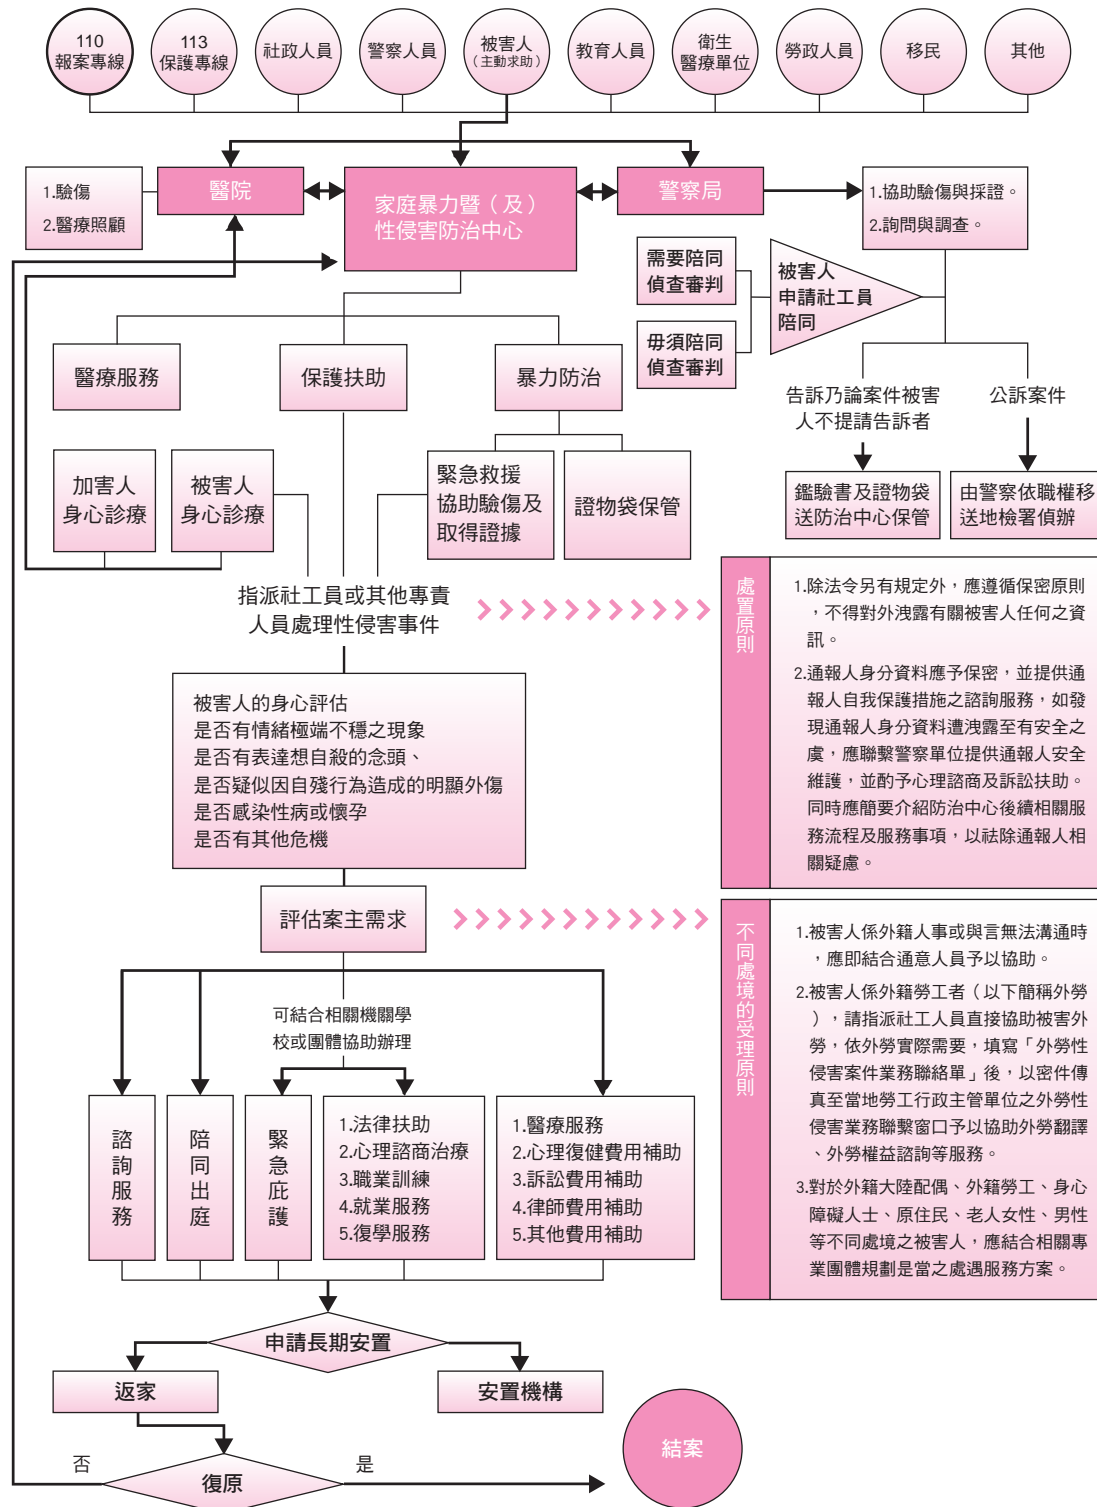 110
報案專線
113
保護專線
社政人員
警察人員
被害人
（主動求助）
教育人員
衛生
醫療單位
勞政人員
移民
其他
1.驗傷
2.醫療照顧
醫院
家庭暴力暨（及）
性侵害防治中心
警察局
1.協助驗傷與採證。
2.詢問與調查。
需要陪同
偵查審判
毋須陪同
偵查審判
被害人
申請社工員
陪同
醫療服務
保護扶助
暴力防治
告訴乃論案件被害
人不提請告訴者
公訴案件
加害人
身心診療
被害人
身心診療
緊急救援
協助驗傷及
取得證據
證物袋保管
鑑驗書及證物袋
送防治中心保管
由警察依職權移
送地檢署偵辦
指派社工員或其他專責
人員處理性侵害事件
處置原則
1.除法令另有規定外，應遵循保密原則
，不得對外洩露有關被害人任何之資
訊。
2.通報人身分資料應予保密，並提供通
報人自我保護措施之諮詢服務，如發
現通報人身分資料遭洩露至有安全之
虞，應聯繫警察單位提供通報人安全
維護，並酌予心理諮商及訴訟扶助。
同時應簡要介紹防治中心後續相關服
務流程及服務事項，以祛除通報人相
關疑慮。
被害人的身心評估
是否有情緒極端不穩之現象
是否有表達想自殺的念頭、
是否疑似因自殘行為造成的明顯外傷
是否感染性病或懷孕
是否有其他危機
評估案主需求
不同處境的受理原則
1.被害人係外籍人事或與言無法溝通時
，應即結合通意人員予以協助。
2.被害人係外籍勞工者（以下簡稱外勞
），請指派社工人員直接協助被害外
勞，依外勞實際需要，填寫「外勞性
侵害案件業務聯絡單」後，以密件傳
真至當地勞工行政主管單位之外勞性
侵害業務聯繫窗口予以協助外勞翻譯
、外勞權益諮詢等服務。
3.對於外籍大陸配偶、外籍勞工、身心
障礙人士、原住民、老人女性、男性
等不同處境之被害人，應結合相關專
業團體規劃是當之處遇服務方案。
可結合相關機關學
校或團體協助辦理
諮詢服務
陪同出庭
緊急庇護
1.法律扶助
2.心理諮商治療
3.職業訓練
4.就業服務
5.復學服務
1.醫療服務
2.心理復健費用補助
3.訴訟費用補助
4.律師費用補助
5.其他費用補助
申請長期安置
返家
安置機構
結案
否
復原
是